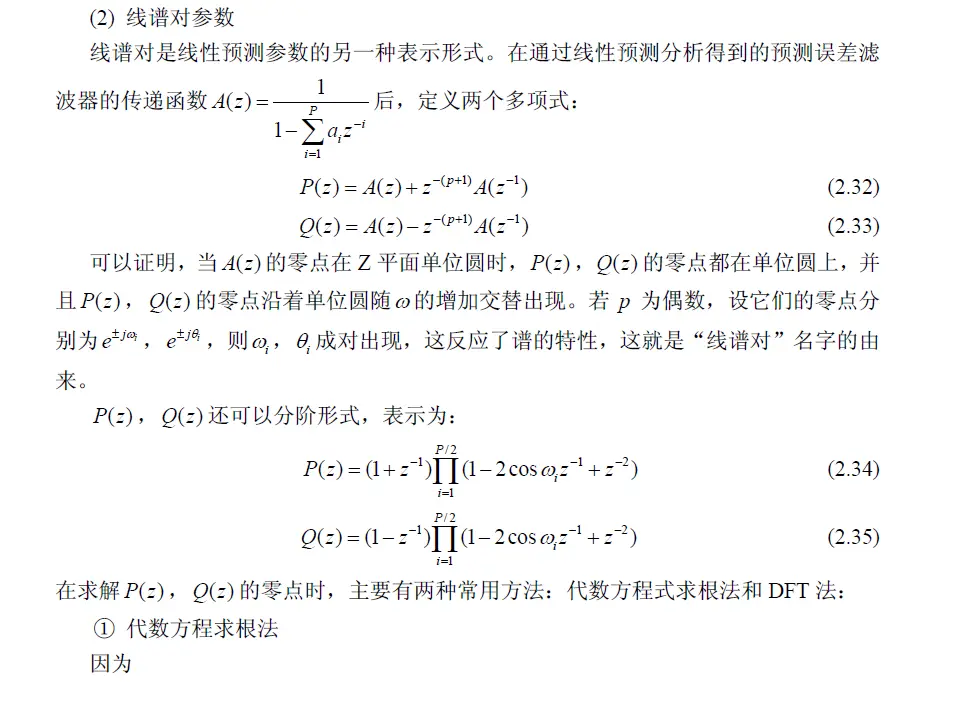 (2) 线谱对参数
线谱对是线性预测参数的另一种表示形式。在通过线性预测分析得到的预测误差滤
波器的传递函数 $A(z)=\dfrac{1}{1-\sum_{i=1}^{P}a_i z^{-i}}$ 后，定义两个多项式：
$P(z)=A(z)+z^{-(p+1)}A(z^{-1})$ (2.32)
$Q(z)=A(z)-z^{-(p+1)}A(z^{-1})$ (2.33)
可以证明，当 $A(z)$ 的零点在 Z 平面单位圆时，$P(z)$，$Q(z)$ 的零点都在单位圆上，并
且 $P(z)$，$Q(z)$ 的零点沿着单位圆随 $\omega$ 的增加交替出现。若 $p$ 为偶数，设它们的零点分
别为 $e^{\pm j\omega_i}$，$e^{\pm j\theta_i}$，则 $\omega_i$，$\theta_i$ 成对出现，这反应了谱的特性，这就是“线谱对”名字的由
来。
$P(z)$，$Q(z)$ 还可以分阶形式，表示为：
$P(z)=(1+z^{-1})\prod_{i=1}^{P/2}(1-2\cos\omega_i z^{-1}+z^{-2})$ (2.34)
$Q(z)=(1-z^{-1})\prod_{i=1}^{P/2}(1-2\cos\omega_i z^{-1}+z^{-2})$ (2.35)
在求解 $P(z)$，$Q(z)$ 的零点时，主要有两种常用方法：代数方程式求根法和 DFT 法：
① 代数方程求根法
因为